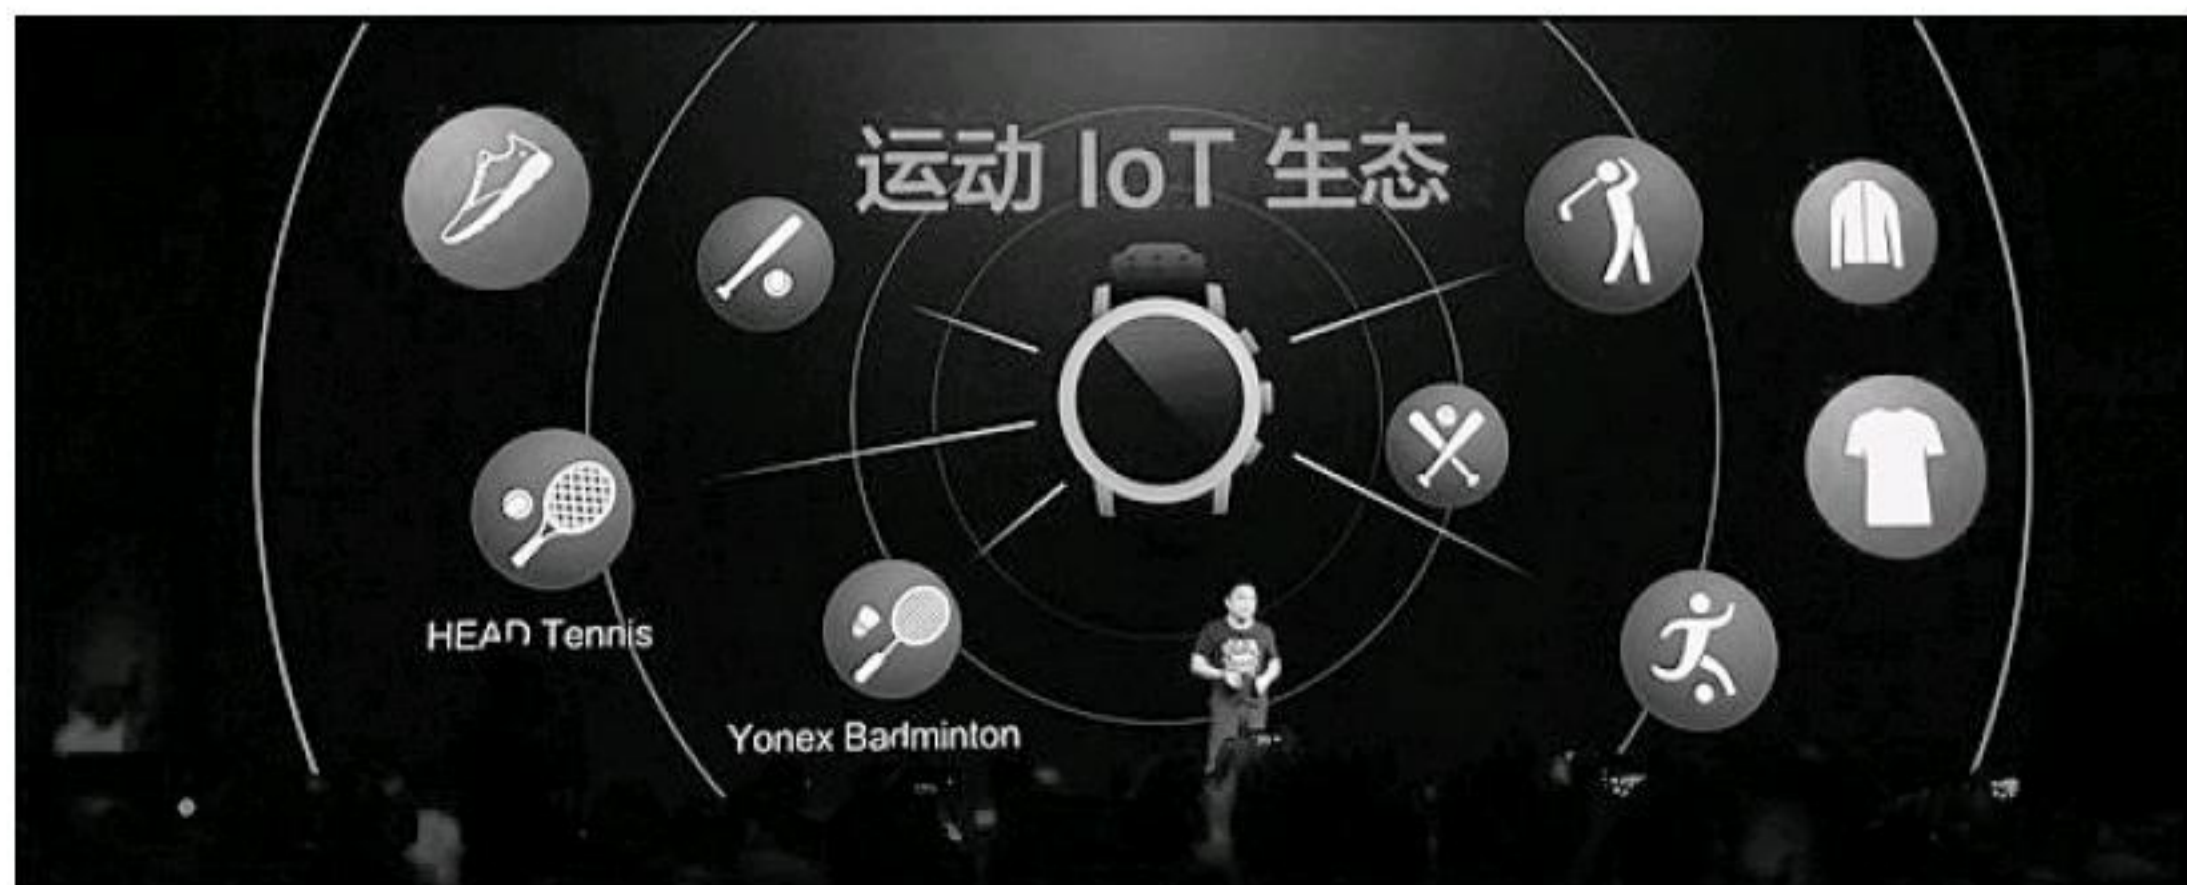 运动 IoT 生态
HEAD Tennis
Yonex Badminton